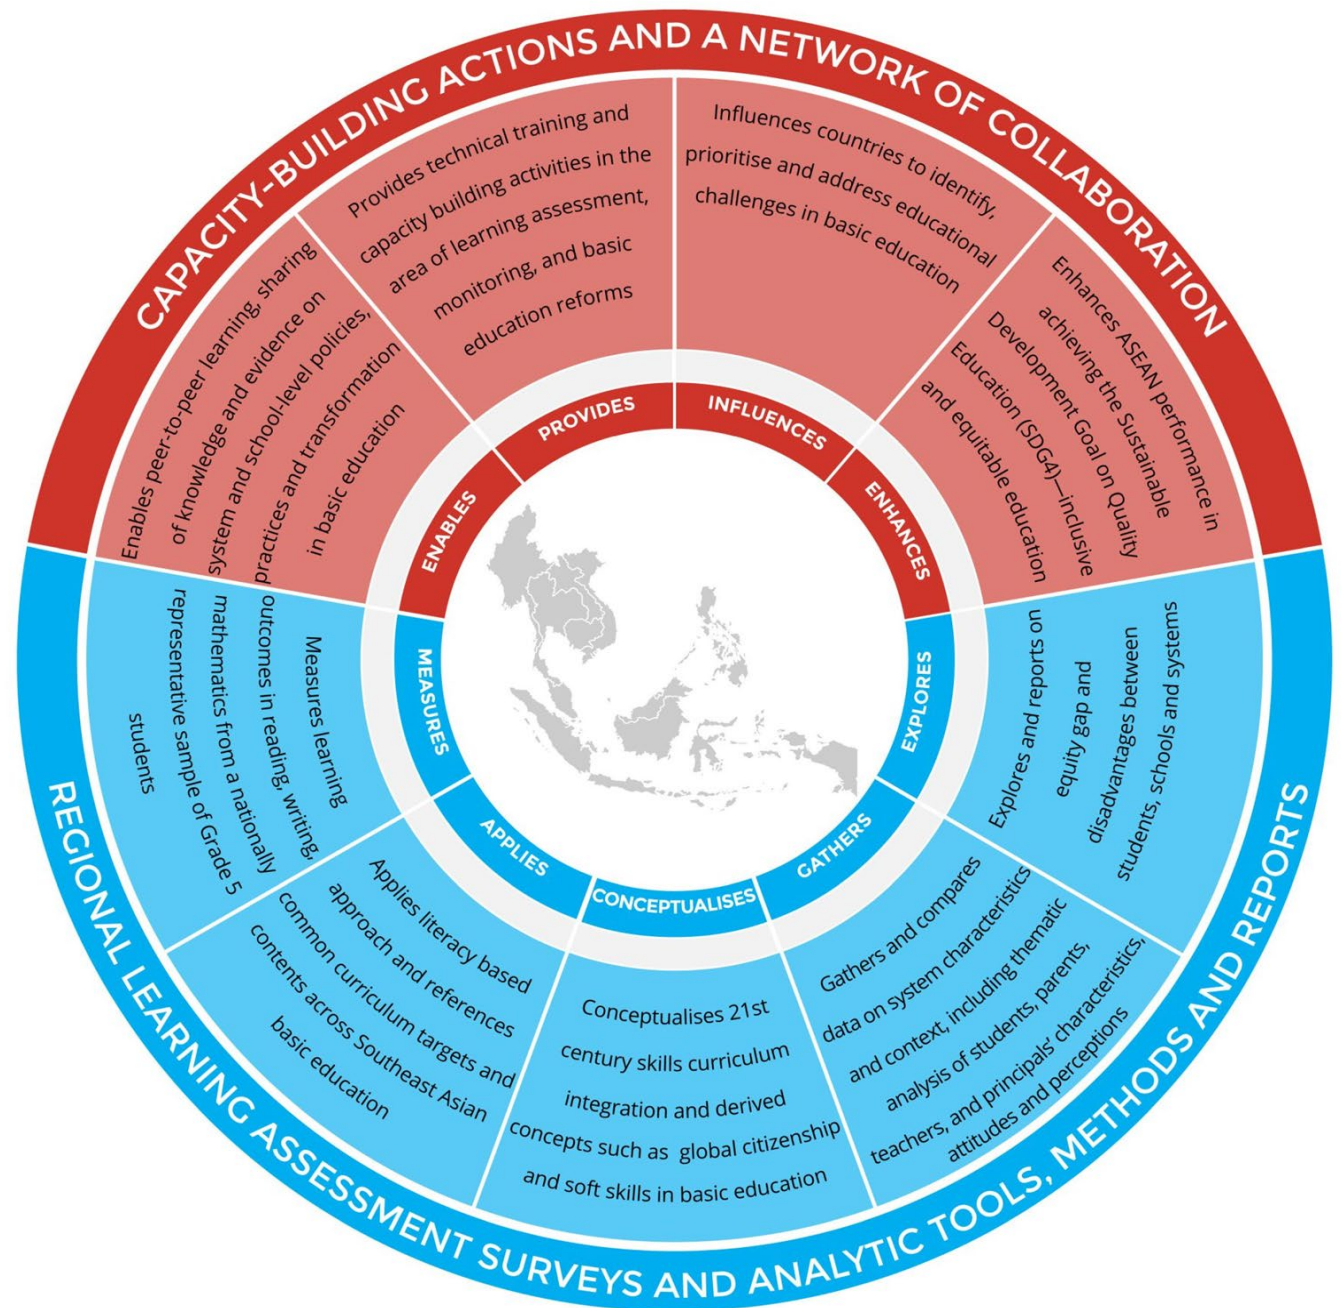 CAPACITY-BUILDING ACTIONS AND A NETWORK OF COLLABORATION
Enables peer-to-peer learning, sharing
of knowledge and evidence on
system and school-level policies,
practices and transformation
in basic education
Provides technical training and
capacity building activities in the
area of learning assessment,
monitoring, and basic
education reforms
Influences countries to identify,
prioritise and address educational
challenges in basic education
Enhances ASEAN performance in
achieving the Sustainable
Development Goal on Quality
Education (SDG4)—inclusive
and equitable education
ENABLES
PROVIDES
INFLUENCES
ENHANCES
EXPLORES
GATHERS
CONCEPTUALISES
APPLIES
MEASURES
Explores and reports on
equity gap and
disadvantages between
students, schools and systems
Gathers and compares
data on system characteristics
and context, including thematic
analysis of students, parents,
teachers, and principals' characteristics,
attitudes and perceptions
Conceptualises 21st
century skills curriculum
integration and derived
concepts such as global citizenship
and soft skills in basic education
Applies literacy based
approach and references
common curriculum targets and
contents across Southeast Asian
basic education
Measures learning
outcomes in reading, writing,
mathematics from a nationally
representative sample of Grade 5
students
REGIONAL LEARNING ASSESSMENT SURVEYS AND ANALYTIC TOOLS, METHODS AND REPORTS